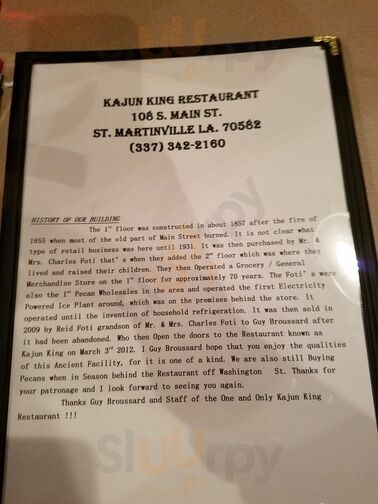 KAJUN KING RESTAURANT
108 S. MAIN ST.
ST. MARTINVILLE LA. 70582
(337) 342-2160
HISTORY OF OUR BUILDING
The 1st floor was constructed in about 1857 after the fire of
1855 when most of the old part of Main Street burned. It is not clear what
type of retail business was here until 1931. It was then purchased by Mr. &
Mrs. Charles Foti that's when they added the 2nd floor which was where they
lived and raised their children. They then Operated a Grocery / General
Merchandise Store on the 1st floor for approximately 70 years. The Foti's were
also the 1st Pecan Wholesales in the area and operated the first Electricity
Powered Ice Plant around, which was on the premises behind the store. It
operated until the invention of household refrigeration. It was then sold in
2009 by Reid Foti grandson of Mr. & Mrs. Charles Foti to Guy Broussard after
it had been abandoned. Who then Open the doors to the Restaurant known as
Kajun King on March 3rd 2012. I Guy Broussard hope that you enjoy the qualities
of this Ancient Facility, for it is one of a kind. We are also still Buying
Pecans when in Season behind the Restaurant off Washington St. Thanks for
your patronage and I look forward to seeing you again.
Thanks Guy Broussard and Staff of the One and Only Kajun King
Restaurant !!!
Sluurpy